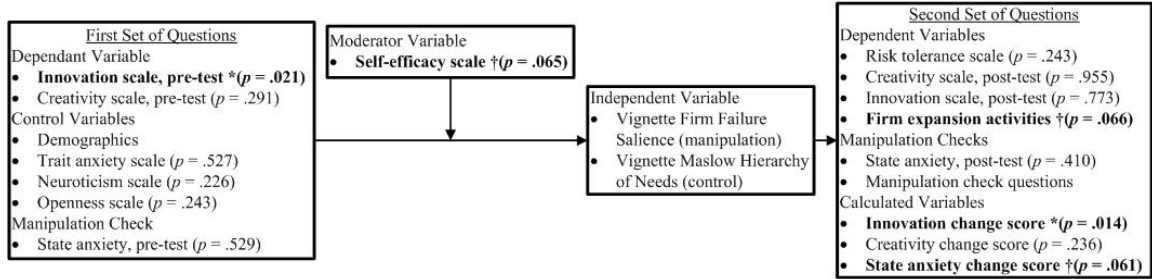 First Set of Questions
Dependant Variable
• Innovation scale, pre-test *(p = .021)
• Creativity scale, pre-test (p = .291)
Control Variables
• Demographics
• Trait anxiety scale (p = .527)
• Neuroticism scale (p = .226)
• Openness scale (p = .243)
Manipulation Check
• State anxiety, pre-test (p = .529)
Moderator Variable
• Self-efficacy scale †(p = .065)
Independent Variable
• Vignette Firm Failure
Salience (manipulation)
• Vignette Maslow Hierarchy
of Needs (control)
Second Set of Questions
Dependent Variables
• Risk tolerance scale (p = .243)
• Creativity scale, post-test (p = .955)
• Innovation scale, post-test (p = .773)
• Firm expansion activities †(p = .066)
Manipulation Checks
• State anxiety, post-test (p = .410)
• Manipulation check questions
Calculated Variables
• Innovation change score *(p = .014)
• Creativity change score (p = .236)
• State anxiety change score †(p = .061)